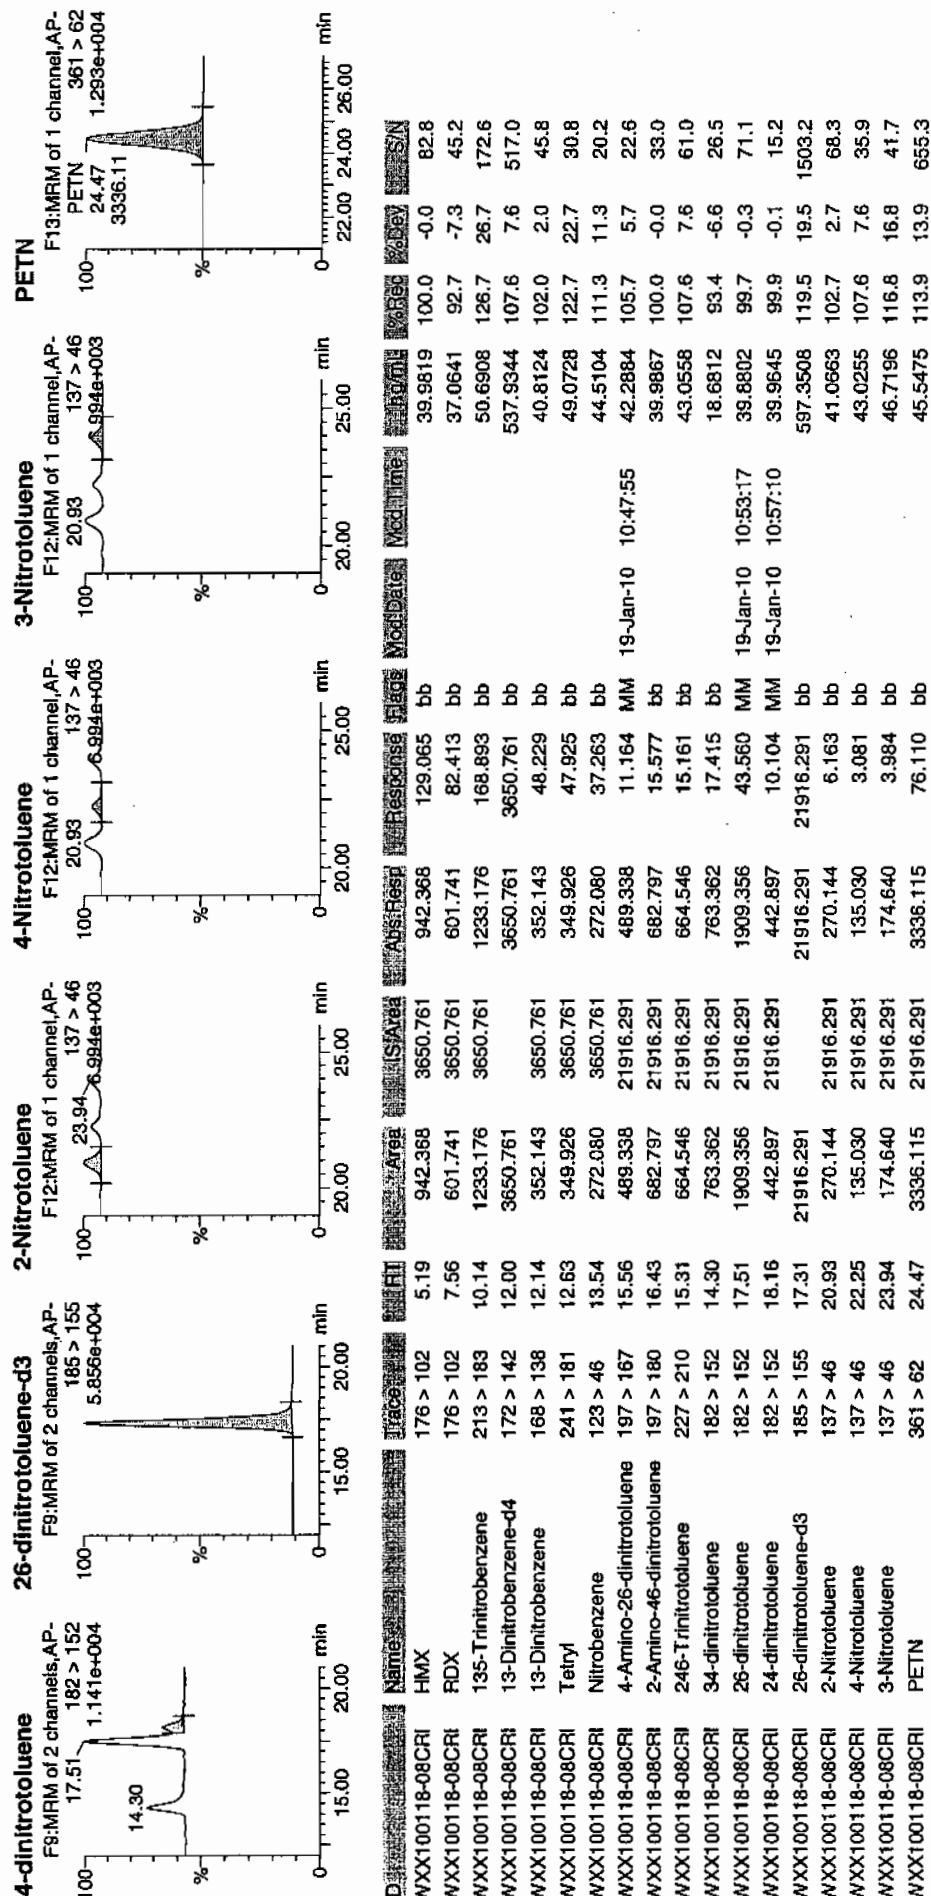 4-dinitrotoluene
F9:MRM of 2 channels,AP-
17.51 182 > 152
1.141e+004
14.30
100
%
15.00 20.00 min
26-dinitrotoluene-d3
F9:MRM of 2 channels,AP-
185 > 155
5.856e+004
100
%
0
15.00 20.00 min
2-Nitrotoluene
F12:MRM of 1 channel,AP-
137 > 46
23.94 6.994e+003
100
%
0
20.00 25.00 min
4-Nitrotoluene
F12:MRM of 1 channel,AP-
20.93 137 > 46
6.994e+003
100
%
0
20.00 25.00 min
3-Nitrotoluene
F12:MRM of 1 channel,AP-
20.93 137 > 46
6.994e+003
100
%
0
20.00 25.00 min
PETN
F13:MRM of 1 channel,AP-
PETN 361 > 62
24.47 1.293e+004
3336.11
100
%
0
22.00 24.00 26.00 min
D Name Trace RT Area IS Area Abs.Resp Response Flags Mod.Date Mod.Time ng/mL %Rec %Dev S/N
WXX100118-08CRI HMX 176 > 102 5.19 942.368 3650.761 942.368 129.065 bb 39.9819 100.0 -0.0 82.8
WXX100118-08CRI RDX 176 > 102 7.56 601.741 3650.761 601.741 82.413 bb 37.0641 92.7 -7.3 45.2
WXX100118-08CRI 135-Trinitrobenzene 213 > 183 10.14 1233.176 3650.761 1233.176 168.893 bb 50.6908 126.7 26.7 172.6
WXX100118-08CRI 13-Dinitrobenzene-d4 172 > 142 12.00 3650.761 3650.761 3650.761 bb 537.9344 107.6 7.6 517.0
WXX100118-08CRI 13-Dinitrobenzene 168 > 138 12.14 352.143 3650.761 352.143 48.229 bb 40.8124 102.0 2.0 45.8
WXX100118-08CRI Tetryl 241 > 181 12.63 349.926 3650.761 349.926 47.925 bb 49.0728 122.7 22.7 30.8
WXX100118-08CRI Nitrobenzene 123 > 46 13.54 272.080 3650.761 272.080 37.263 bb 44.5104 111.3 11.3 20.2
WXX100118-08CRI 4-Amino-26-dinitrotoluene 197 > 167 15.56 489.338 21916.291 489.338 11.164 MM 19-Jan-10 10:47:55 42.2884 105.7 5.7 22.6
WXX100118-08CRI 2-Amino-46-dinitrotoluene 197 > 180 16.43 682.797 21916.291 682.797 15.577 bb 39.9867 100.0 -0.0 33.0
WXX100118-08CRI 246-Trinitrotoluene 227 > 210 15.31 664.546 21916.291 664.546 15.161 bb 43.0558 107.6 7.6 61.0
WXX100118-08CRI 34-dinitrotoluene 182 > 152 14.30 763.362 21916.291 763.362 17.415 bb 18.6812 93.4 -6.6 26.5
WXX100118-08CRI 26-dinitrotoluene 182 > 152 17.51 1909.356 21916.291 1909.356 43.560 MM 19-Jan-10 10:53:17 39.8802 99.7 -0.3 71.1
WXX100118-08CRI 24-dinitrotoluene 182 > 152 18.16 442.897 21916.291 442.897 10.104 MM 19-Jan-10 10:57:10 39.9645 99.9 -0.1 15.2
WXX100118-08CRI 26-dinitrotoluene-d3 185 > 155 17.31 21916.291 21916.291 21916.291 bb 597.3508 119.5 19.5 1503.2
WXX100118-08CRI 2-Nitrotoluene 137 > 46 20.93 270.144 21916.291 270.144 6.163 bb 41.0663 102.7 2.7 68.3
WXX100118-08CRI 4-Nitrotoluene 137 > 46 22.25 135.030 21916.291 135.030 3.081 bb 43.0255 107.6 7.6 35.9
WXX100118-08CRI 3-Nitrotoluene 137 > 46 23.94 174.640 21916.291 174.640 3.984 bb 46.7196 116.8 16.8 41.7
WXX100118-08CRI PETN 361 > 62 24.47 3336.115 21916.291 3336.115 76.110 bb 45.5475 113.9 13.9 655.3